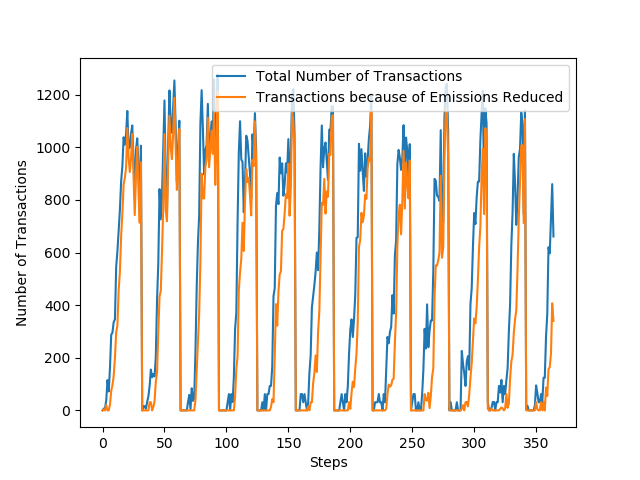 Total Number of Transactions
Transactions because of Emissions Reduced
1200
1000
800
600
400
200
0
Number of Transactions
0 50 100 150 200 250 300 350
Steps